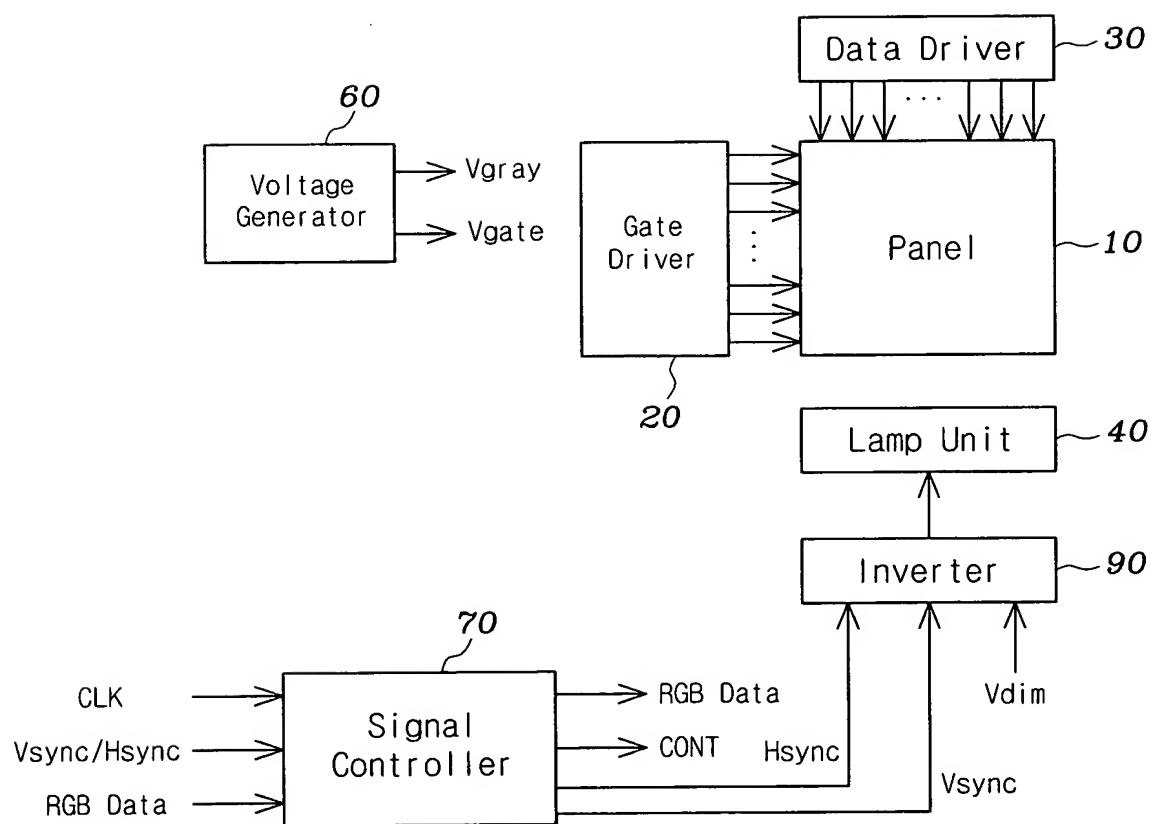 Data Driver
30
60
Voltage
Generator
Vgray
Vgate
Gate
Driver
...
...
Panel
10
20
Lamp Unit
40
Inverter
90
70
CLK
Vsync/Hsync
RGB Data
Signal
Controller
RGB Data
CONT
Hsync
Vsync
Vdim